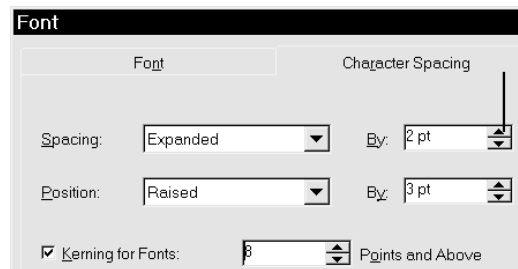 Font
Font Character Spacing
Spacing: Expanded By: 2 pt
Position: Raised By: 3 pt
Kerning for Fonts: 8 Points and Above